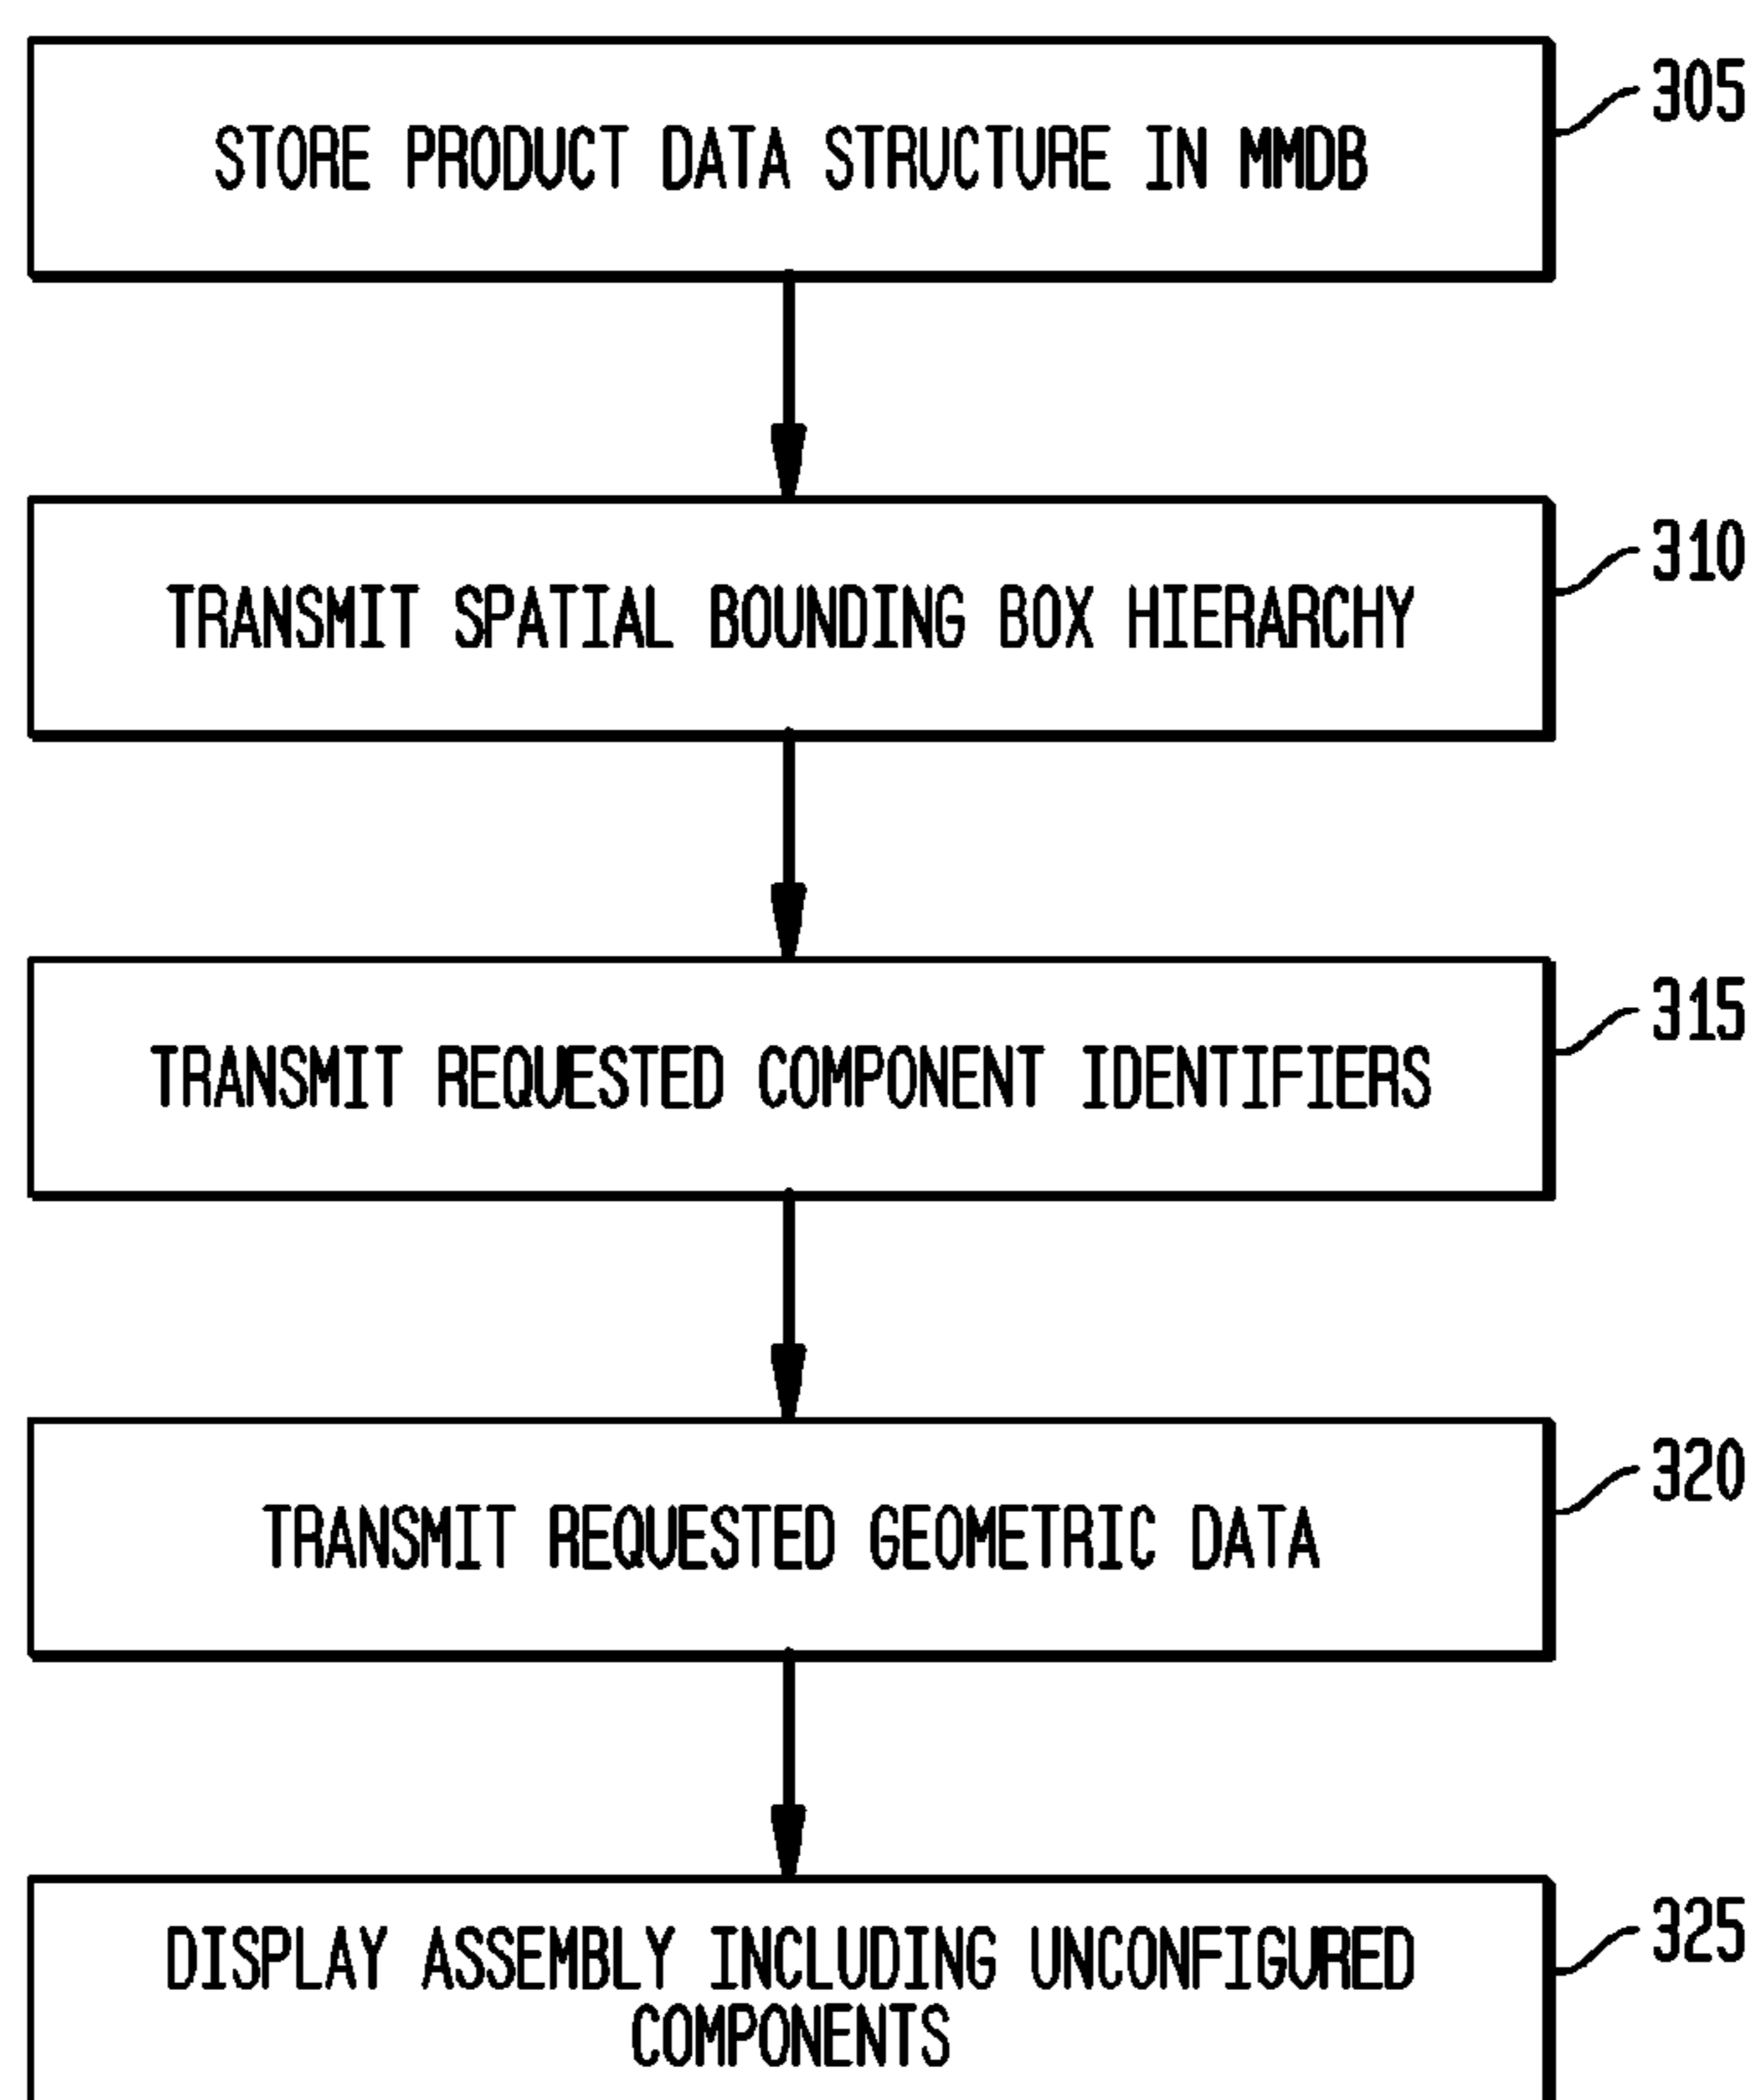 STORE PRODUCT DATA STRUCTURE IN MMDB
305
TRANSMIT SPATIAL BOUNDING BOX HIERARCHY
310
TRANSMIT REQUESTED COMPONENT IDENTIFIERS
315
TRANSMIT REQUESTED GEOMETRIC DATA
320
DISPLAY ASSEMBLY INCLUDING UNCONFIGURED
COMPONENTS
325